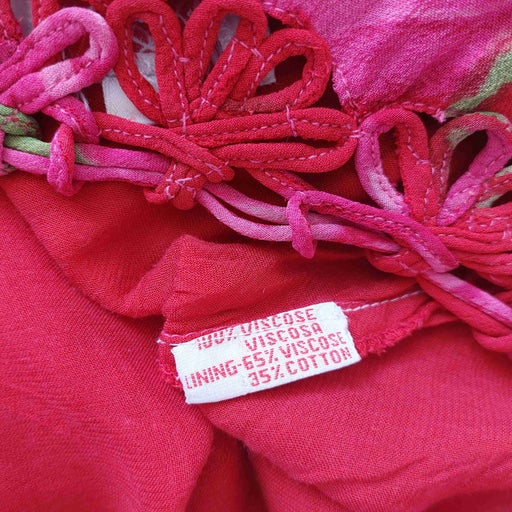 100% VISCOSE
VISCOSA
LINING-65% VISCOSE
35% COTTON